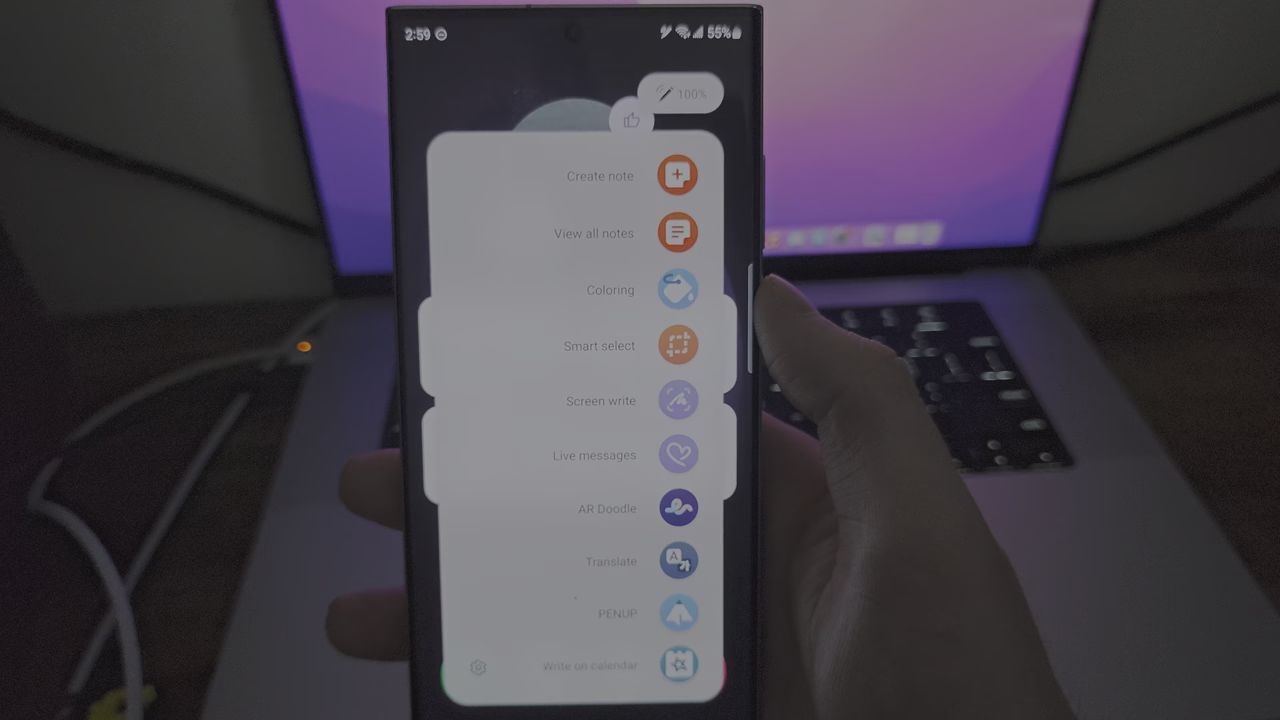 2:59
55%
100%
Create note
View all notes
Coloring
Smart select
Screen write
Live messages
AR Doodle
Translate
A
PENUP
Write on calendar